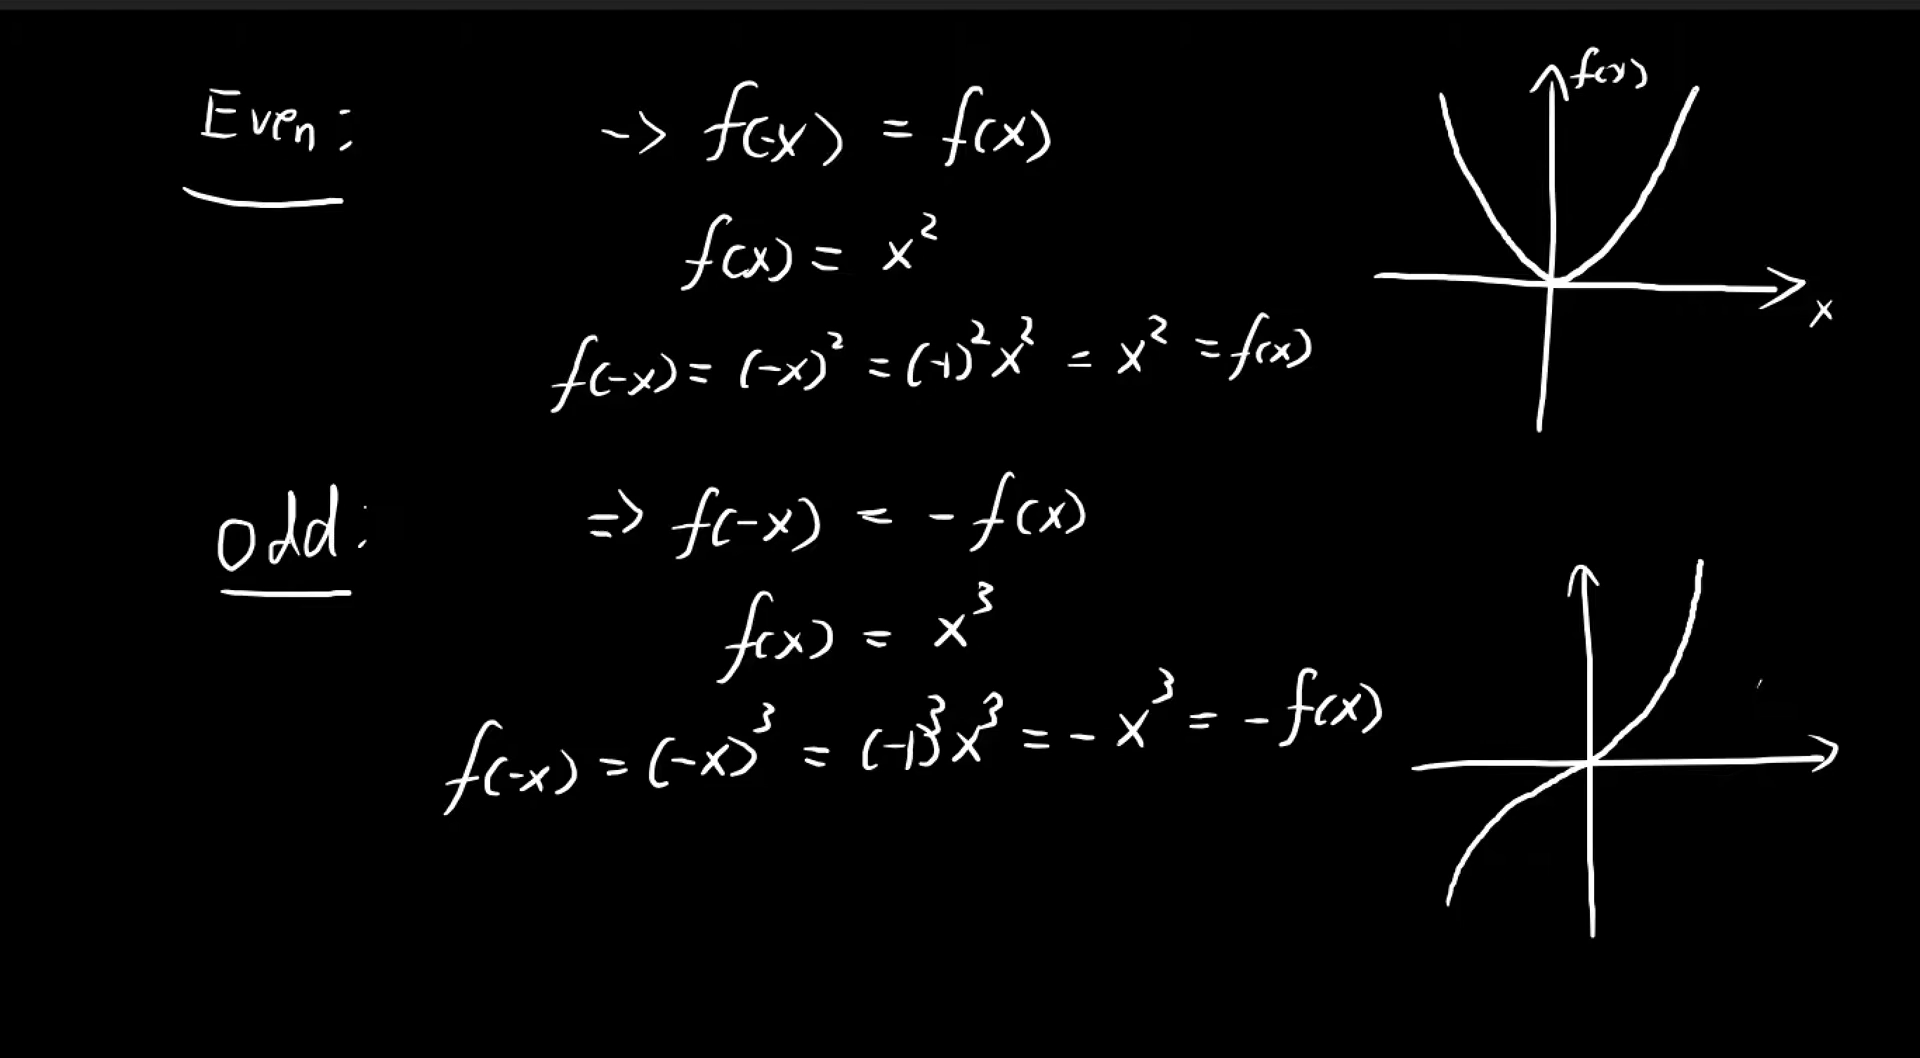 Even: -> f(-x) = f(x)
f(x) = x²
f(-x) = (-x)² = (-1)²x² = x² = f(x)
f(x)
x
Odd: => f(-x) = -f(x)
f(x) = x³
f(-x) = (-x)³ = (-1)³x³ = -x³ = -f(x)